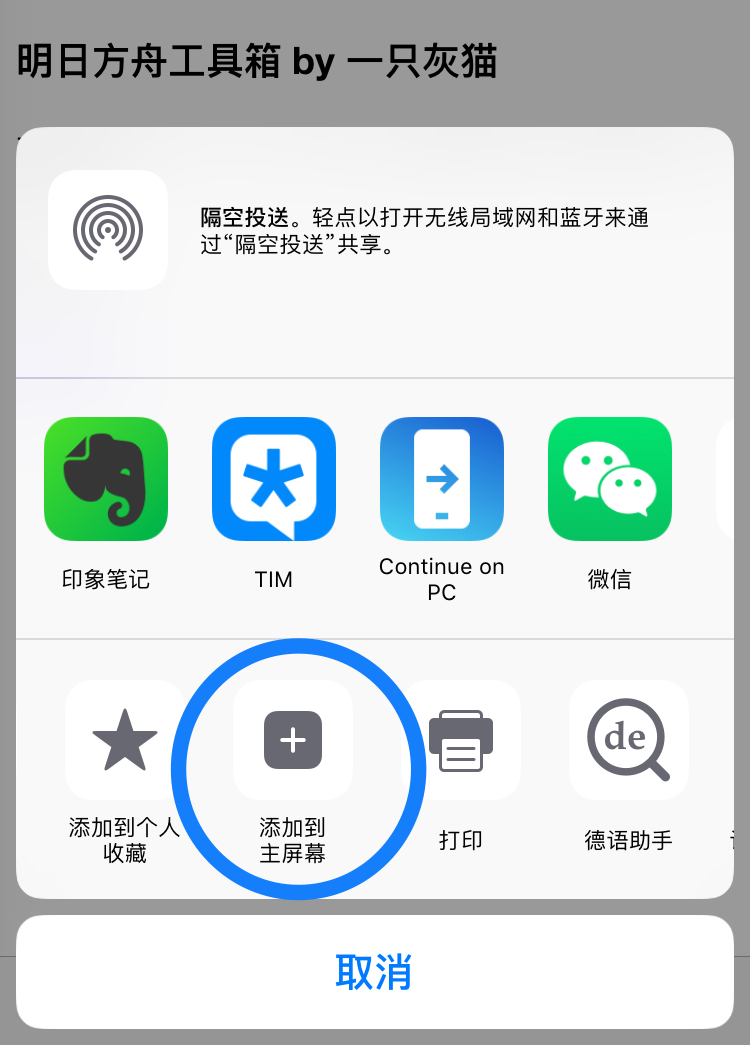 明日方舟工具箱 by 一只灰猫
隔空投送。轻点以打开无线局域网和蓝牙来通
过“隔空投送”共享。
印象笔记
TIM
Continue on
PC
微信
de
添加到个人
收藏
添加到
主屏幕
打印
德语助手
取消